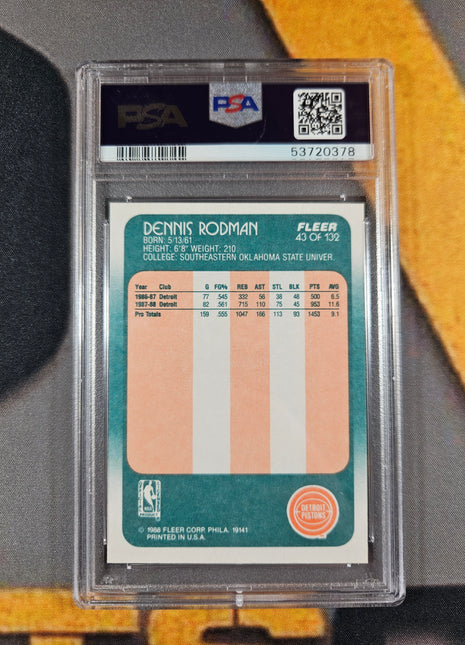 PSA PSA
53720378
DENNIS RODMAN FLEER
BORN: 5/13/61 43 OF 132
HEIGHT: 6'8" WEIGHT: 210
COLLEGE: SOUTHEASTERN OKLAHOMA STATE UNIVER.
Year Club G FG% REB AST STL BLK PTS AVG
1986-87 Detroit 77 .545 332 56 38 48 500 6.5
1987-88 Detroit 82 .561 715 110 75 45 953 11.6
Pro Totals 159 .555 1047 166 113 93 1453 9.1
NBA
DETROIT
PISTONS
© 1988 FLEER CORP. PHILA. 19141
PRINTED IN U.S.A.